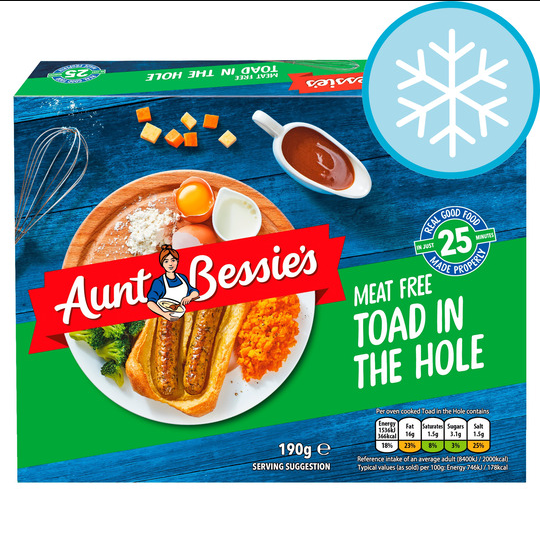 MEAT FREE
TOAD IN THE HOLE
25
Bessie's
REAL GOOD FOOD
IN JUST 25 MINUTES
MADE PROPERLY
Aunt Bessie's
MEAT FREE
TOAD IN
THE HOLE
190g ℮
SERVING SUGGESTION
Per oven cooked Toad in the Hole contains
Energy 1536kJ 366kcal 18%
Fat 16g 23%
Saturates 1.5g 8%
Sugars 3.1g 3%
Salt 1.5g 25%
Reference intake of an average adult (8400kJ / 2000kcal)
Typical values (as sold) per 100g: Energy 746kJ / 178kcal